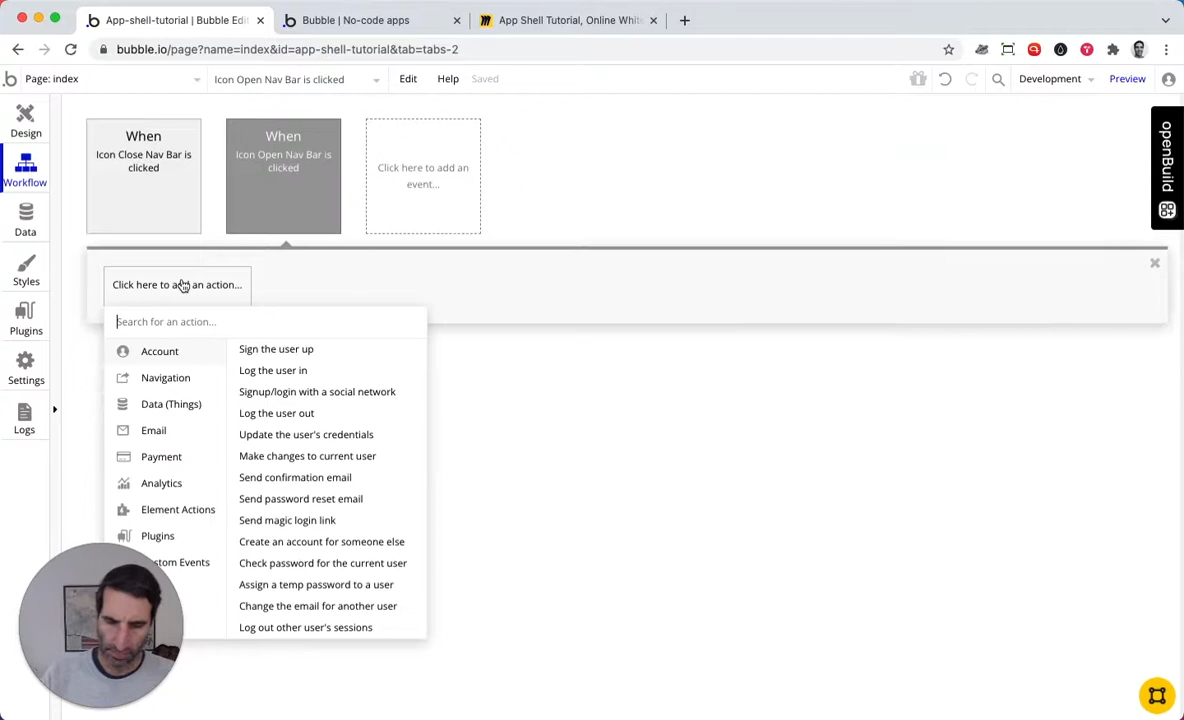 App-shell-tutorial | Bubble Edi
Bubble | No-code apps
App Shell Tutorial, Online White
bubble.io/page?name=index&id=app-shell-tutorial&tab=tabs-2
Page: index
Icon Open Nav Bar is clicked
Edit
Help
Saved
Development
Preview
Design
Workflow
Data
Styles
Plugins
Settings
Logs
When
Icon Close Nav Bar is
clicked
When
Icon Open Nav Bar is
clicked
Click here to add an
event...
openBuild
Click here to add an action...
Search for an action...
Account
Navigation
Data (Things)
Email
Payment
Analytics
Element Actions
Plugins
stom Events
Sign the user up
Log the user in
Signup/login with a social network
Log the user out
Update the user's credentials
Make changes to current user
Send confirmation email
Send password reset email
Send magic login link
Create an account for someone else
Check password for the current user
Assign a temp password to a user
Change the email for another user
Log out other user's sessions